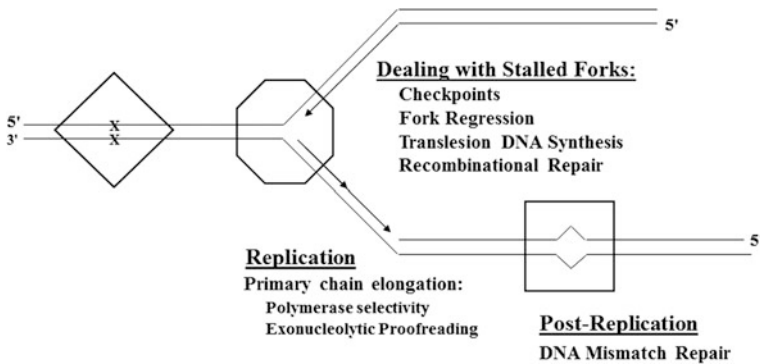 5'
Dealing with Stalled Forks:
Checkpoints
Fork Regression
Translesion DNA Synthesis
Recombinational Repair
5'
3'
X
X
5
Replication
Primary chain elongation:
Polymerase selectivity
Exonucleolytic Proofreading
Post-Replication
DNA Mismatch Repair